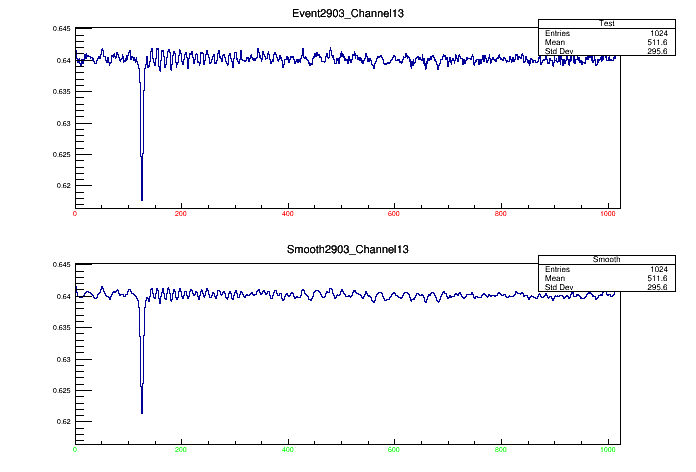 Event2903_Channel13
Test
Entries 1024
Mean 511.6
Std Dev 295.6
0.645
0.64
0.635
0.63
0.625
0.62
0 200 400 600 800 1000
Smooth2903_Channel13
Smooth
Entries 1024
Mean 511.6
Std Dev 295.6
0.645
0.64
0.635
0.63
0.625
0.62
0 200 400 600 800 1000